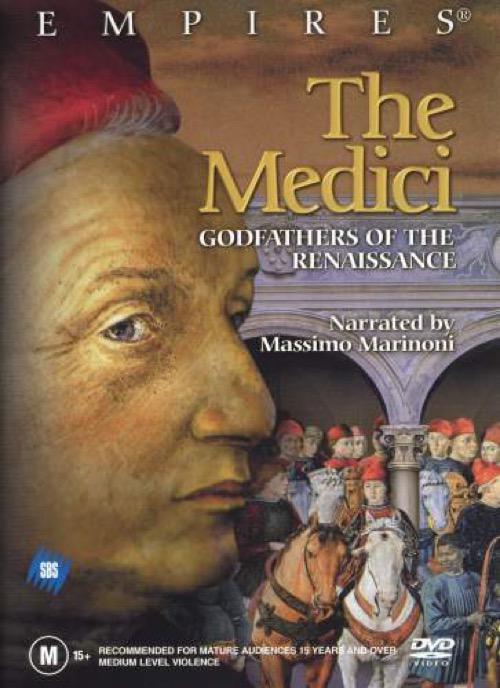 EMPIRES®
The
Medici
GODFATHERS OF THE
RENAISSANCE
Narrated by
Massimo Marinoni
SBS
M 15+ RECOMMENDED FOR MATURE AUDIENCES 15 YEARS AND OVER
MEDIUM LEVEL VIOLENCE
DVD
VIDEO